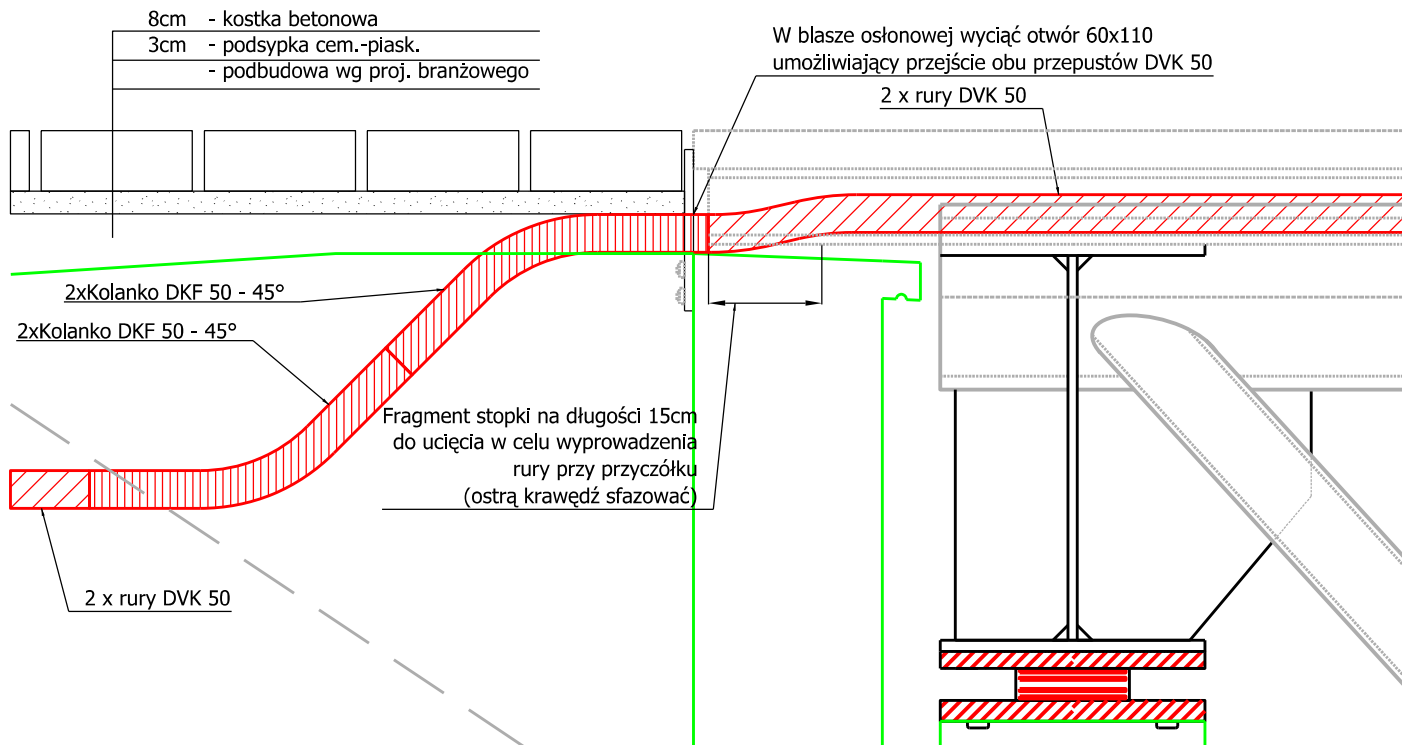 8cm - kostka betonowa
3cm - podsypka cem.-piask.
- podbudowa wg proj. branżowego
W blasze osłonowej wyciąć otwór 60x110
umożliwiający przejście obu przepustów DVK 50
2 x rury DVK 50
2xKolanko DKF 50 - 45°
2xKolanko DKF 50 - 45°
Fragment stopki na długości 15cm
do ucięcia w celu wyprowadzenia
rury przy przyczółku
(ostrą krawędź sfazować)
2 x rury DVK 50